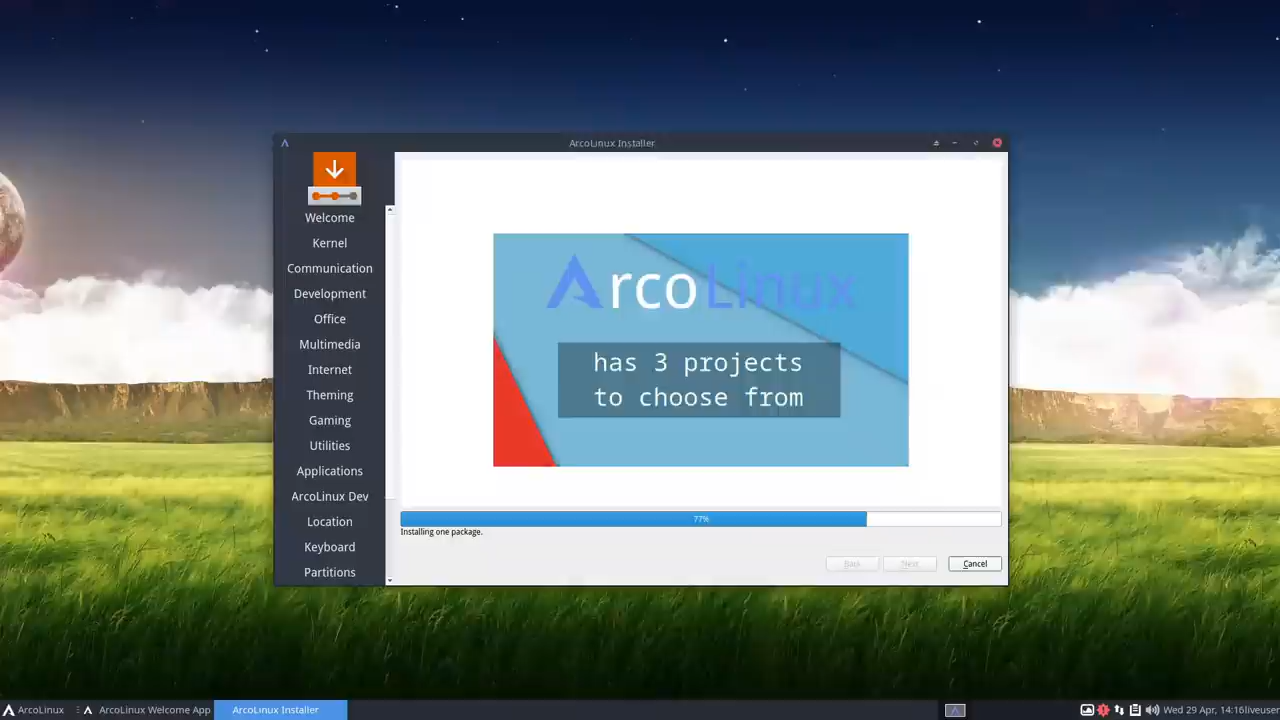 ArcoLinux Installer
Welcome
Kernel
Communication
Development
Office
Multimedia
Internet
Theming
Gaming
Utilities
Applications
ArcoLinux Dev
Location
Keyboard
Partitions
ArcoLinux
has 3 projects
to choose from
77%
Installing one package.
Back
Next
Cancel
ArcoLinux
ArcoLinux Welcome App
ArcoLinux Installer
Wed 29 Apr, 14:16liveuser